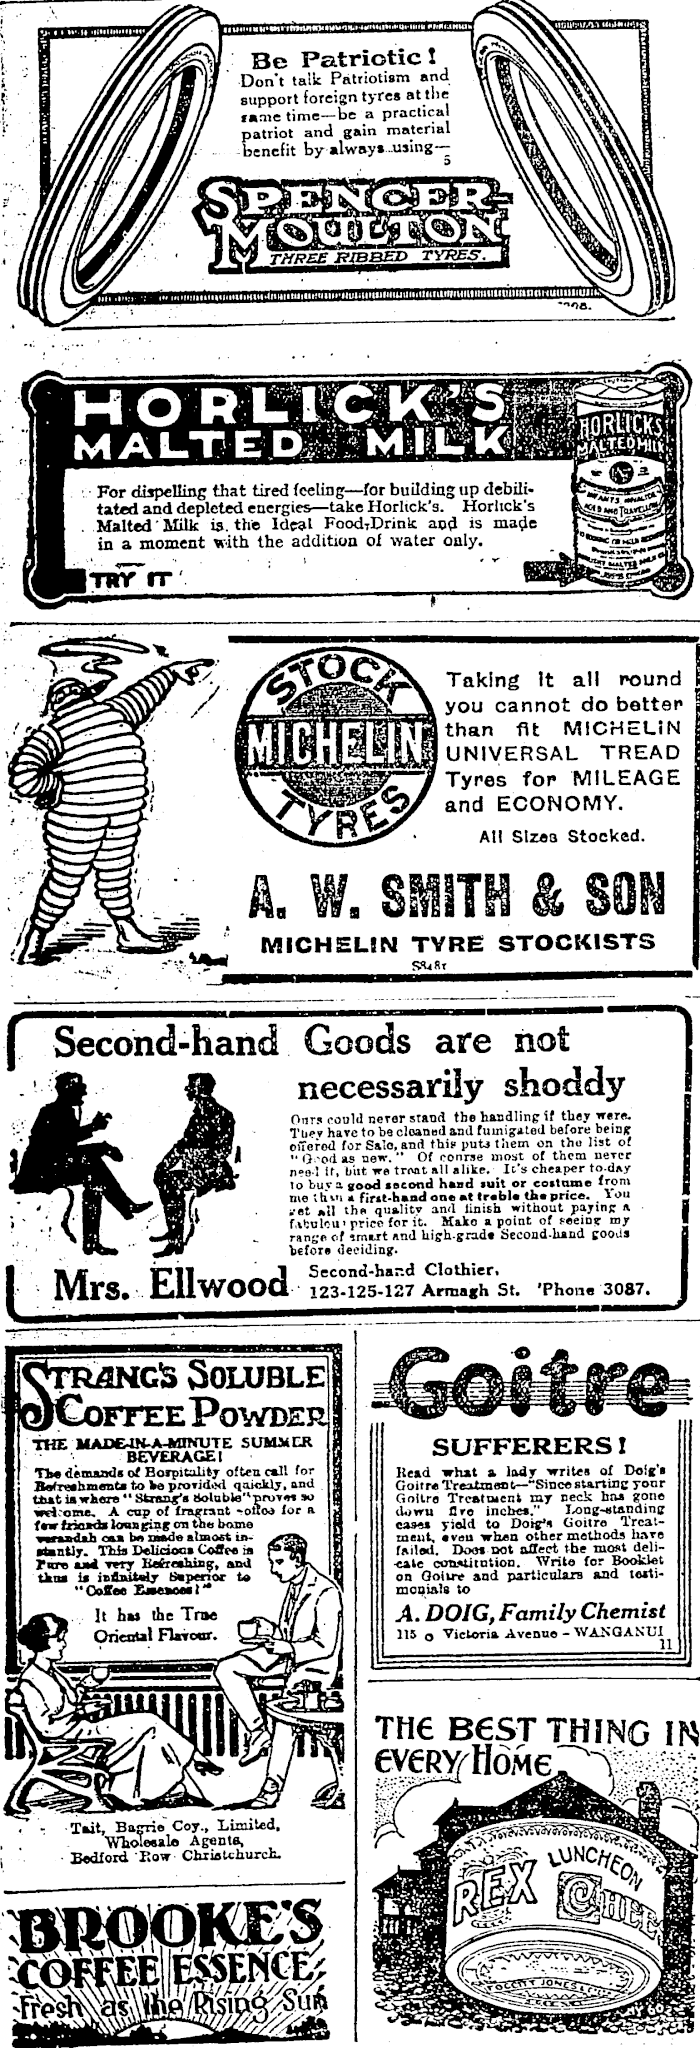 Be Patriotic!
Don't talk Patriotism and
support foreign tyres at the
same time—be a practical
patriot and gain material
benefit by always using—
5
SPENCER-
MOULTON
THREE RIBBED TYRES.
HORLICK'S
MALTED MILK
For dispelling that tired feeling—for building up debili-
tated and depleted energies—take Horlick's. Horlick's
Malted Milk is the Ideal Food-Drink and is made
in a moment with the addition of water only.
TRY IT
HORLICKS
MALTED MILK
STOCK
MICHELIN
TYRES
Taking it all round
you cannot do better
than fit MICHELIN
UNIVERSAL TREAD
Tyres for MILEAGE
and ECONOMY.
All Sizes Stocked.
A. W. SMITH & SON
MICHELIN TYRE STOCKISTS
S8481
Second-hand Goods are not
necessarily shoddy
Ours could never stand the handling if they were.
They have to be cleaned and fumigated before being
offered for Sale, and this puts them on the list of
"Good as new." Of course most of them never
need it, but we treat all alike. It's cheaper to-day
to buy a good second hand suit or costume from
me than a first-hand one at treble the price. You
get all the quality and finish without paying a
fabulous price for it. Make a point of seeing my
range of smart and high-grade Second-hand goods
before deciding.
Mrs. Ellwood
Second-hand Clothier,
123-125-127 Armagh St. 'Phone 3087.
STRANG'S SOLUBLE
COFFEE POWDER
THE MADE-IN-A-MINUTE SUMMER
BEVERAGE!
The demands of Hospitality often call for
Refreshments to be provided quickly, and
that is where "Strang's Soluble" proves so
welcome. A cup of fragrant coffee for a
few friends lounging on the home
verandah can be made almost in-
stantly. This Delicious Coffee is
Pure and very Refreshing, and
thus is infinitely Superior to
"Coffee Essences!"
It has the True
Oriental Flavour.
Tait, Bagrie Coy., Limited,
Wholesale Agents,
Bedford Row Christchurch.
BROOKE'S
COFFEE ESSENCE,
Fresh as the Rising Sun
Goitre
SUFFERERS!
Read what a lady writes of Doig's
Goitre Treatment—"Since starting your
Goitre Treatment my neck has gone
down five inches." Long-standing
cases yield to Doig's Goitre Treat-
ment, even when other methods have
failed. Does not affect the most deli-
cate constitution. Write for Booklet
on Goitre and particulars and testi-
monials to
A. DOIG, Family Chemist
115 Victoria Avenue - WANGANUI
11
THE BEST THING IN
EVERY HOME
REX LUNCHEON
CHEE